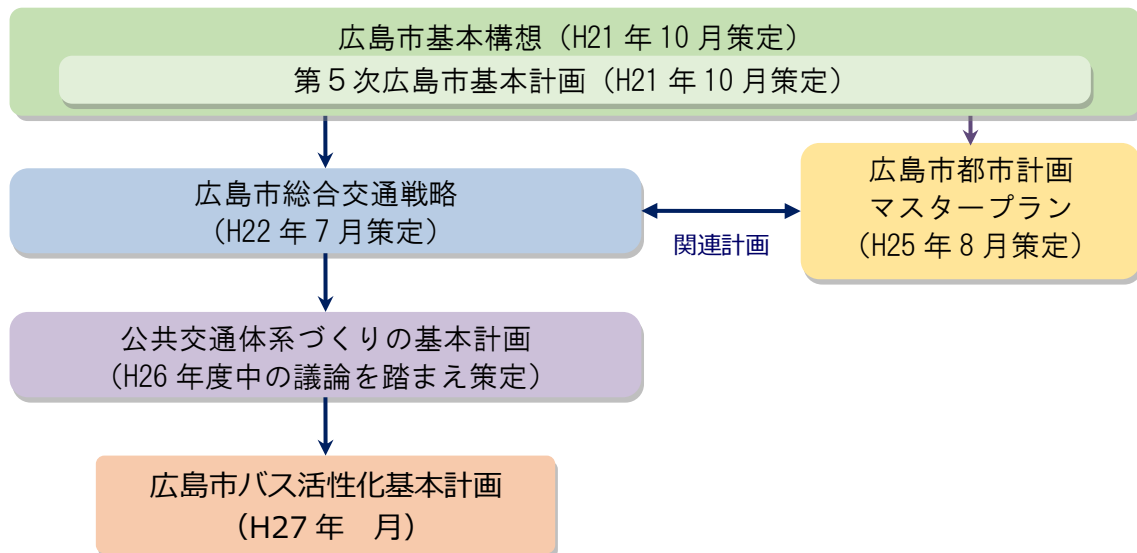 広島市基本構想（H21 年 10 月策定）
第５次広島市基本計画（H21 年 10 月策定）
広島市総合交通戦略
（H22 年 7 月策定）
関連計画
広島市都市計画
マスタープラン
（H25 年 8 月策定）
公共交通体系づくりの基本計画
（H26 年度中の議論を踏まえ策定）
広島市バス活性化基本計画
（H27 年　月）